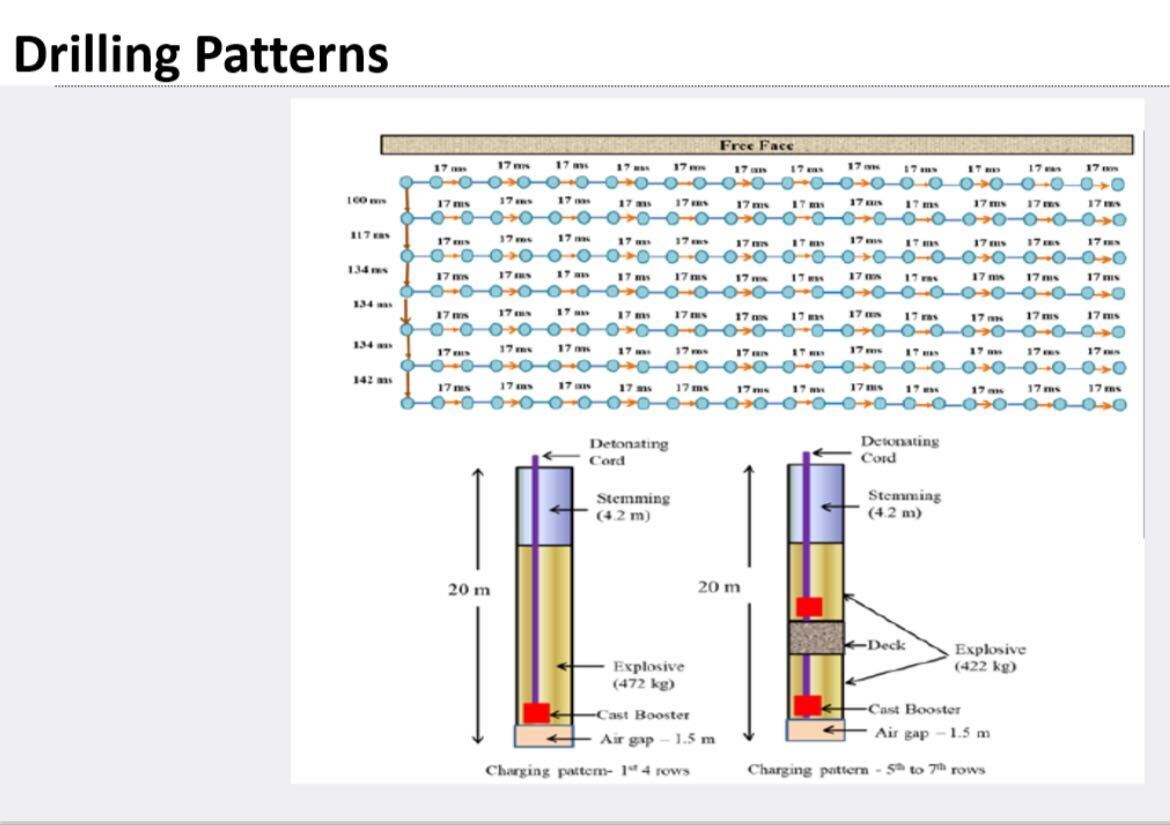 Drilling Patterns
Free Face
17 ms 17 ms 17 ms 17 ms 17 ms 17 ms 17 ms 17 ms 17 ms 17 ms 17 ms 17 ms
100 ms
17 ms 17 ms 17 ms 17 ms 17 ms 17 ms 17 ms 17 ms 17 ms 17 ms 17 ms 17 ms
117 ms
17 ms 17 ms 17 ms 17 ms 17 ms 17 ms 17 ms 17 ms 17 ms 17 ms 17 ms 17 ms
134 ms
17 ms 17 ms 17 ms 17 ms 17 ms 17 ms 17 ms 17 ms 17 ms 17 ms 17 ms 17 ms
134 ms
17 ms 17 ms 17 ms 17 ms 17 ms 17 ms 17 ms 17 ms 17 ms 17 ms 17 ms 17 ms
134 ms
17 ms 17 ms 17 ms 17 ms 17 ms 17 ms 17 ms 17 ms 17 ms 17 ms 17 ms 17 ms
142 ms
17 ms 17 ms 17 ms 17 ms 17 ms 17 ms 17 ms 17 ms 17 ms 17 ms 17 ms 17 ms
Detonating
Cord
Stemming
(4.2 m)
20 m
Explosive
(472 kg)
Cast Booster
Air gap – 1.5 m
Charging pattern- 1st 4 rows
Detonating
Cord
Stemming
(4.2 m)
20 m
Deck
Explosive
(422 kg)
Cast Booster
Air gap – 1.5 m
Charging pattern - 5th to 7th rows